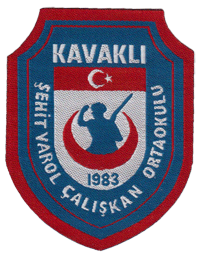 KAVAKLI
ŞEHİT VAROL ÇALIŞKAN ORTAOKULU
1983